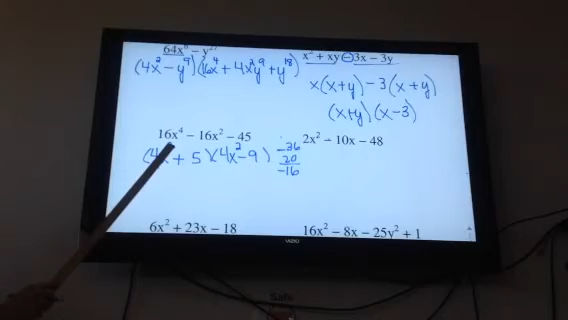 64x⁶ − y²⁷
(4x² − y⁹)(16x⁴ + 4x²y⁹ + y¹⁸)
x² + xy − 3x − 3y
x(x+y) − 3(x+y)
(x+y)(x−3)
16x⁴ − 16x² − 45
(4x + 5)(4x² − 9)
−36
20
−16
2x² − 10x − 48
6x² + 23x − 18
16x² − 8x − 25y² + 1
VIZIO